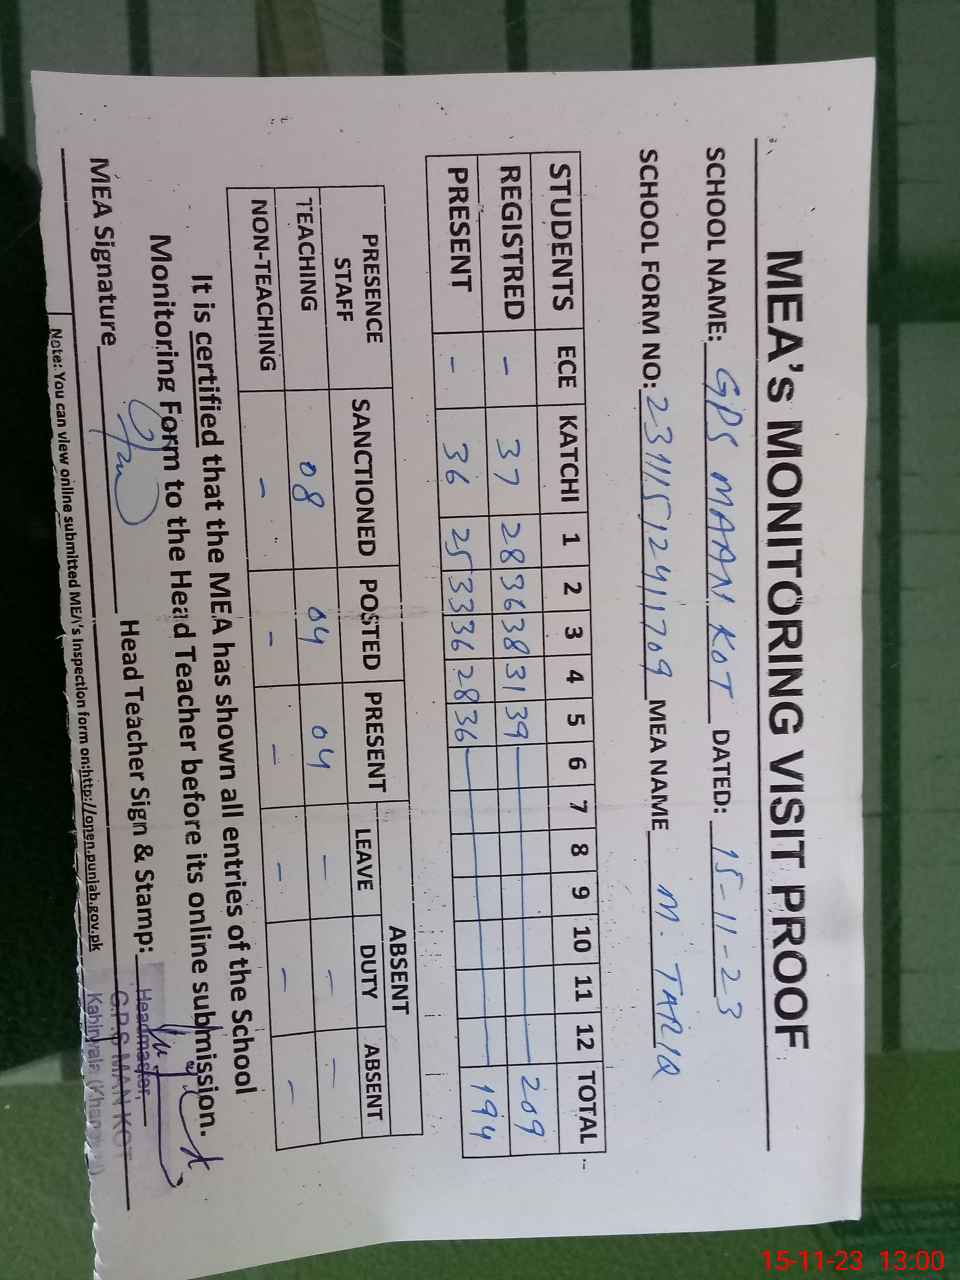 MEA's MONITORING VISIT PROOF
SCHOOL NAME: GPS MAAN KOT DATED: 15-11-23
SCHOOL FORM NO: 23111512411709 MEA NAME M. TARIQ
STUDENTS ECE KATCHI 1 2 3 4 5 6 7 8 9 10 11 12 TOTAL
REGISTRED - 37 28 36 38 31 39 209
PRESENT - 36 25 33 36 28 36 194
PRESENCE STAFF SANCTIONED POSTED PRESENT ABSENT
LEAVE DUTY ABSENT
TEACHING 08 04 04 - - -
NON-TEACHING - - - - - -
It is certified that the MEA has shown all entries of the School
Monitoring Form to the Head Teacher before its online submission.
MEA Signature Head Teacher Sign & Stamp:
Headmaster,
G.P.S MAN KOT
Kabirwala (Khanewal)
Note: You can view online submitted MEA's Inspection form on:http://open.punjab.gov.pk
15-11-23 13:00